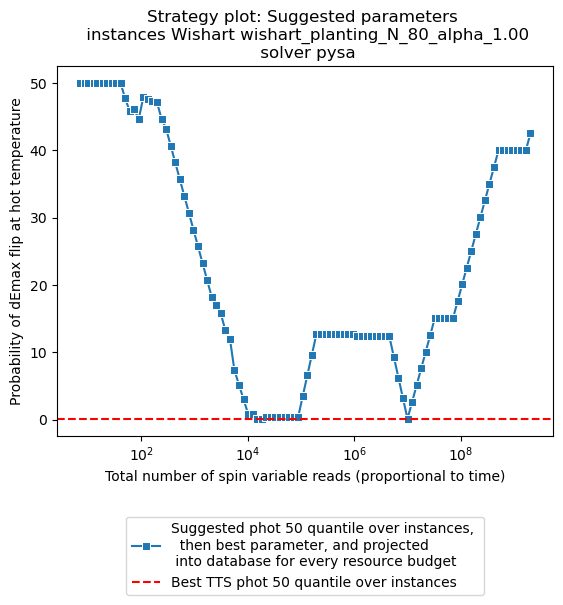 Strategy plot: Suggested parameters
instances Wishart wishart_planting_N_80_alpha_1.00
solver pysa
Probability of dEmax flip at hot temperature
50
40
30
20
10
0
10^2
10^4
10^6
10^8
Total number of spin variable reads (proportional to time)
Suggested phot 50 quantile over instances,
then best parameter, and projected
into database for every resource budget
Best TTS phot 50 quantile over instances